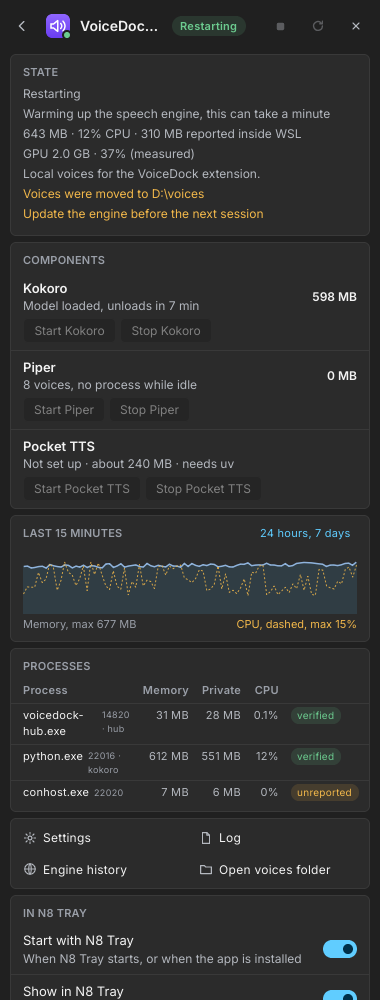 VoiceDoc... Restarting
STATE
Restarting
Warming up the speech engine, this can take a minute
643 MB · 12% CPU · 310 MB reported inside WSL
GPU 2.0 GB · 37% (measured)
Local voices for the VoiceDock extension.
Voices were moved to D:\voices
Update the engine before the next session
COMPONENTS
Kokoro
Model loaded, unloads in 7 min
598 MB
Start Kokoro Stop Kokoro
Piper
8 voices, no process while idle
0 MB
Start Piper Stop Piper
Pocket TTS
Not set up · about 240 MB · needs uv
Start Pocket TTS Stop Pocket TTS
LAST 15 MINUTES 24 hours, 7 days
Memory, max 677 MB CPU, dashed, max 15%
PROCESSES
Process Memory Private CPU
voicedock-hub.exe 14820 · hub 31 MB 28 MB 0.1% verified
python.exe 22016 · kokoro 612 MB 551 MB 12% verified
conhost.exe 22020 7 MB 6 MB 0% unreported
Settings Log
Engine history Open voices folder
IN N8 TRAY
Start with N8 Tray
When N8 Tray starts, or when the app is installed
Show in N8 Tray